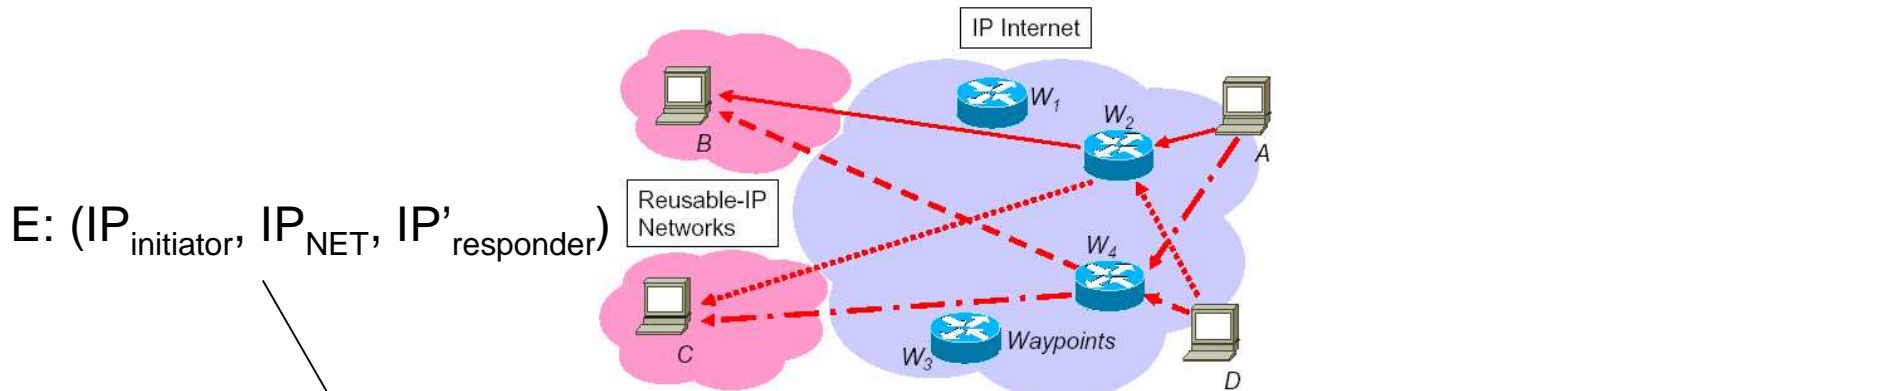 IP Internet
W1
W2
B
A
Reusable-IP
Networks
E: (IPinitiator, IPNET, IP’responder)
W4
C
W3
Waypoints
D